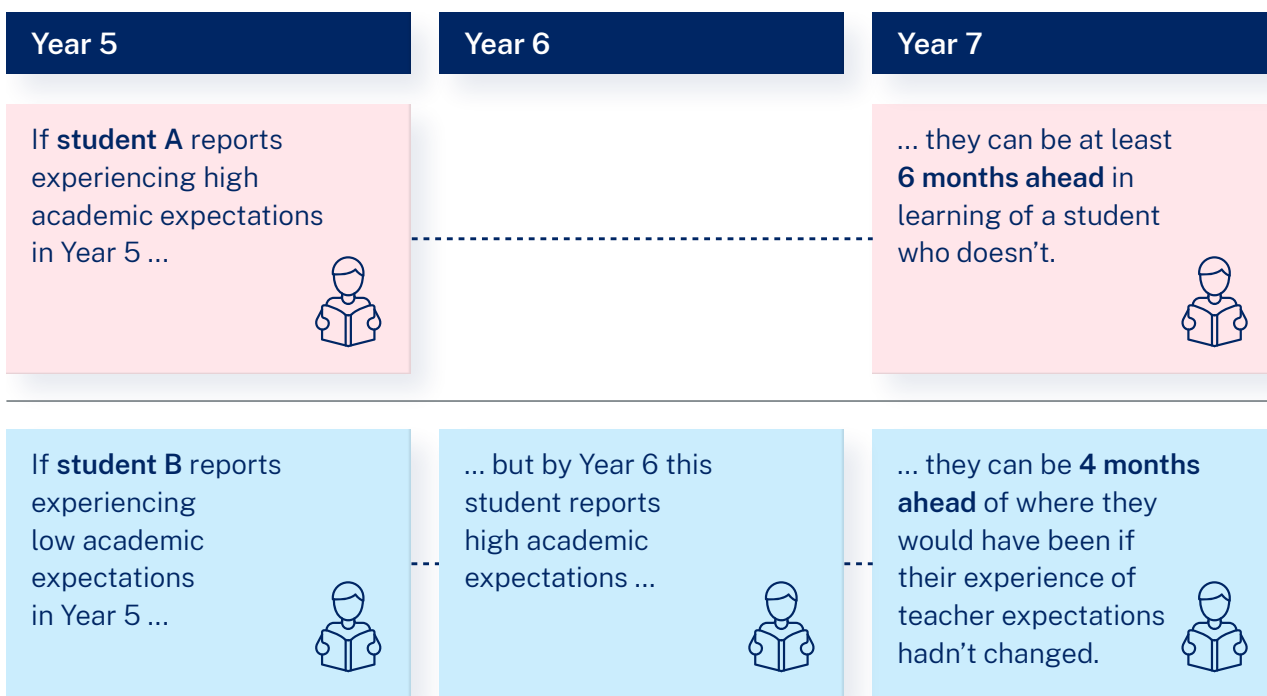 Year 5
Year 6
Year 7
If student A reports
experiencing high
academic expectations
in Year 5 ...
... they can be at least
6 months ahead in
learning of a student
who doesn’t.
If student B reports
experiencing
low academic
expectations
in Year 5 ...
... but by Year 6 this
student reports
high academic
expectations ...
... they can be 4 months
ahead of where they
would have been if
their experience of
teacher expectations
hadn’t changed.